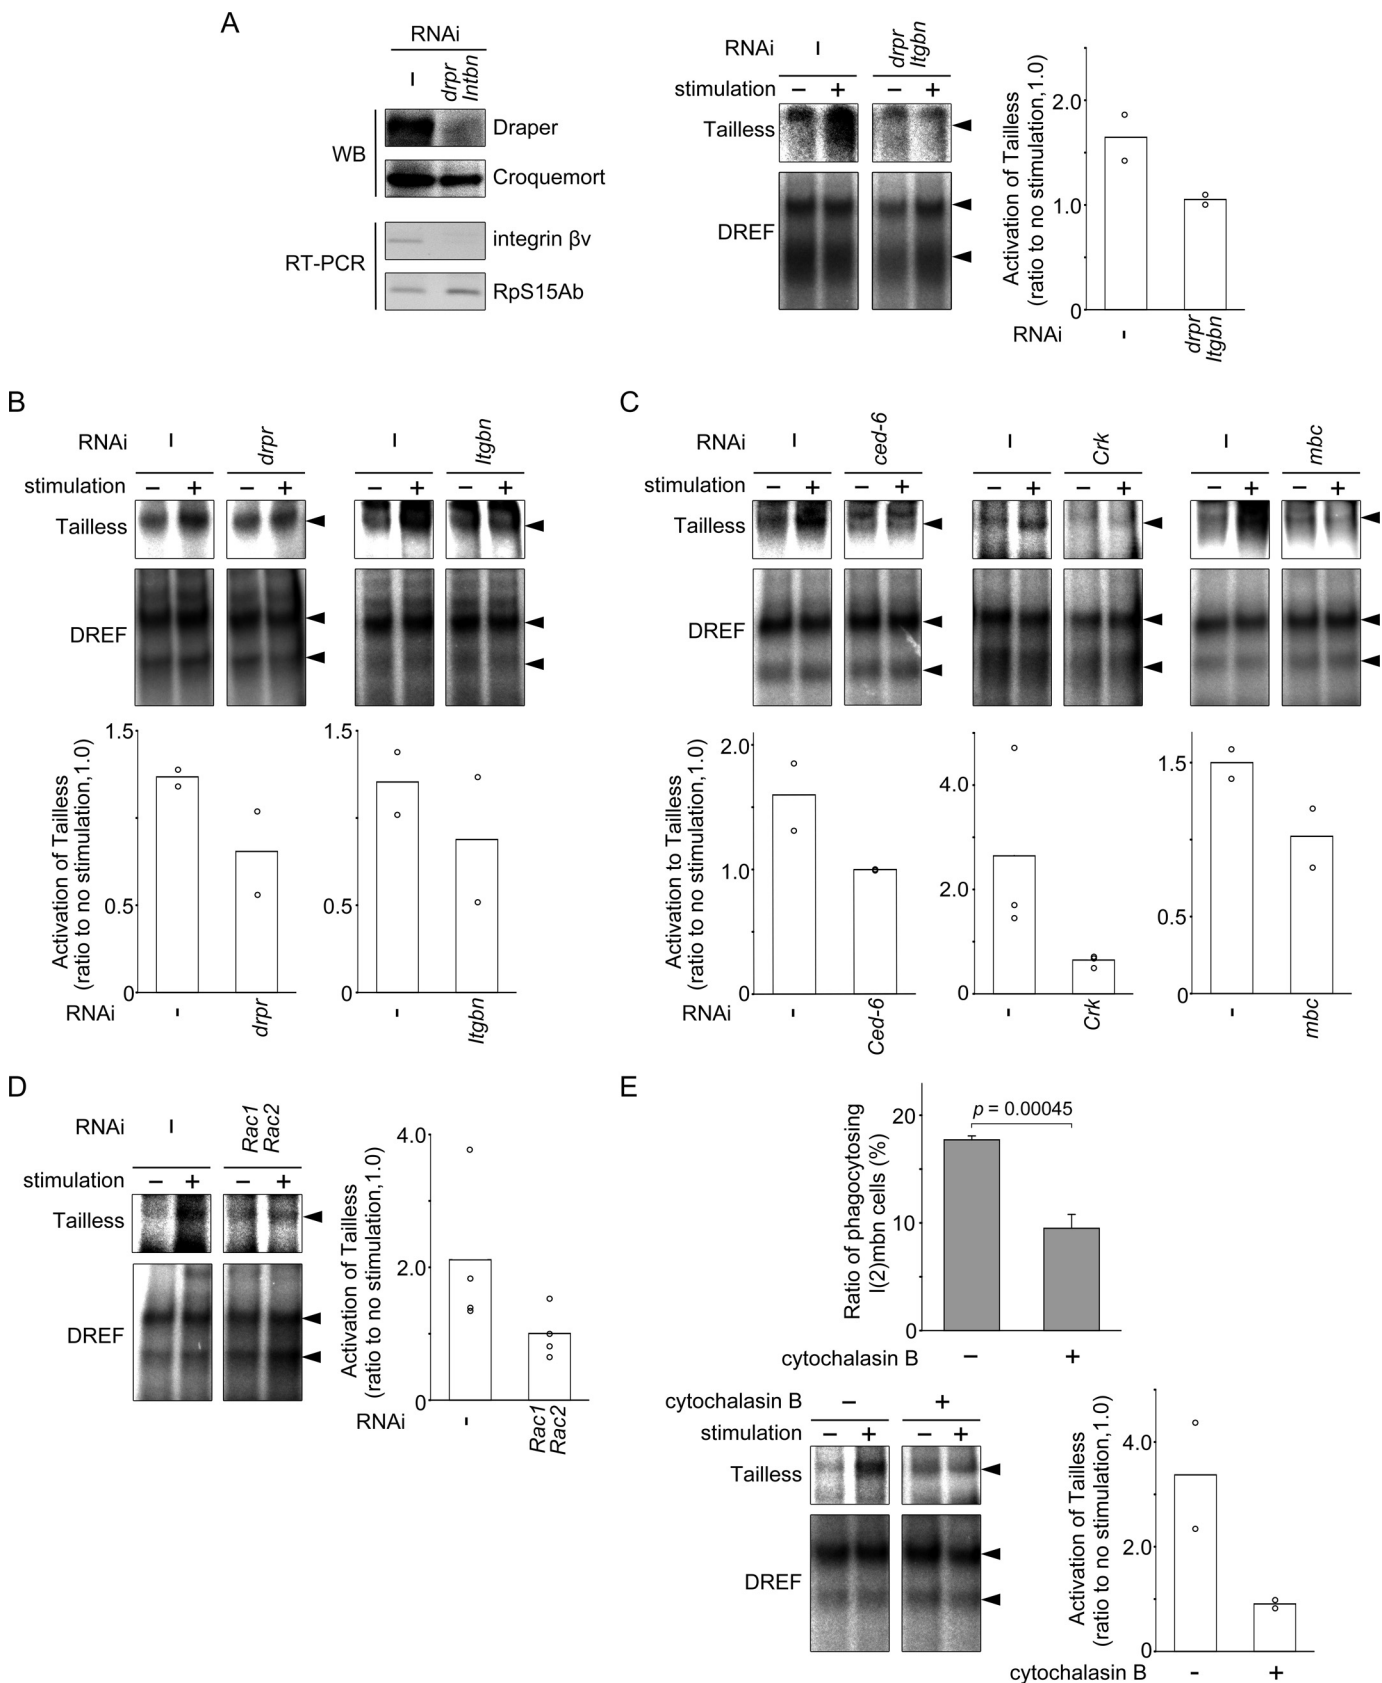 A
RNAi
–
drpr
Intbn
WB
Draper
Croquemort
RT-PCR
integrin βv
RpS15Ab
RNAi
–
drpr
Itgbn
stimulation
– + – +
Tailless
DREF
Activation of Tailless
(ratio to no stimulation,1.0)
2.0
1.0
0
RNAi
-
drpr
Itgbn
B
RNAi
–
drpr
–
Itgbn
stimulation
– + – + – + – +
Tailless
DREF
Activation of Tailless
(ratio to no stimulation,1.0)
1.5
0.5
0
1.5
0.5
0
RNAi
-
drpr
-
Itgbn
C
RNAi
–
ced-6
–
Crk
–
mbc
stimulation
– + – + – + – + – + – +
Tailless
DREF
Activation to Tailless
(ratio to no stimulation,1.0)
2.0
1.0
0
4.0
2.0
0
1.5
0.5
0
RNAi
-
Ced-6
-
Crk
-
mbc
D
RNAi
–
Rac1
Rac2
stimulation
– + – +
Tailless
DREF
Activation of Tailless
(ratio to no stimulation,1.0)
4.0
2.0
0
RNAi
-
Rac1
Rac2
E
Ratio of phagocytosing
l(2)mbn cells (%)
20
10
0
p = 0.00045
cytochalasin B – +
cytochalasin B – +
stimulation – + – +
Tailless
DREF
Activation of Tailless
(ratio to no stimulation,1.0)
4.0
2.0
0
cytochalasin B - +